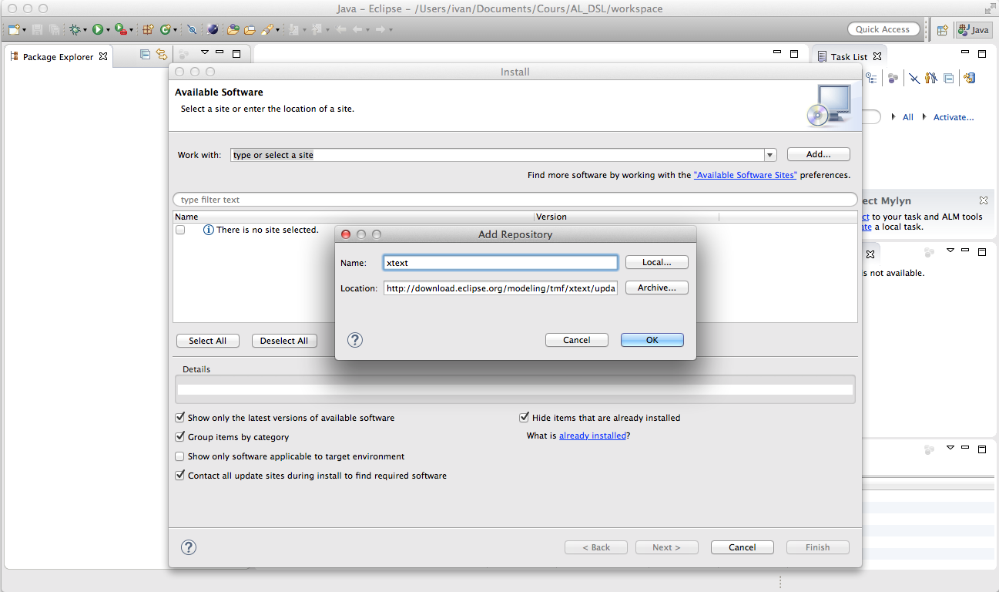 Java – Eclipse – /Users/ivan/Documents/Cours/AL_DSL/workspace
Quick Access
Java
Package Explorer
Task List
Install
Available Software
Select a site or enter the location of a site.
All
Activate...
Work with:
type or select a site
Add...
Find more software by working with the "Available Software Sites" preferences.
type filter text
ect Mylyn
Name
Version
ct to your task and ALM tools
ate a local task.
There is no site selected.
Add Repository
Name:
xtext
Local...
is not available.
Location:
http://download.eclipse.org/modeling/tmf/xtext/upda
Archive...
Select All
Deselect All
?
Cancel
OK
Details
Show only the latest versions of available software
Hide items that are already installed
Group items by category
What is already installed?
Show only software applicable to target environment
Contact all update sites during install to find required software
?
< Back
Next >
Cancel
Finish